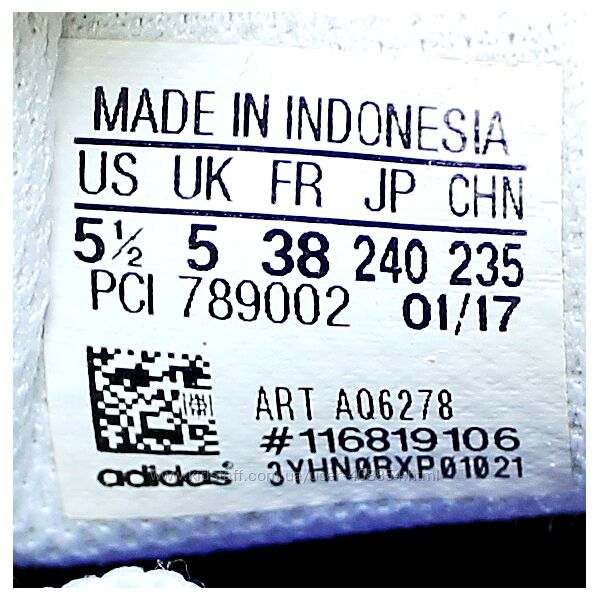 MADE IN INDONESIA
US UK FR JP CHN
5½ 5 38 240 235
PCI 789002 01/17
ART AQ6278
#116819106
adidas 3YHN0RXP01021